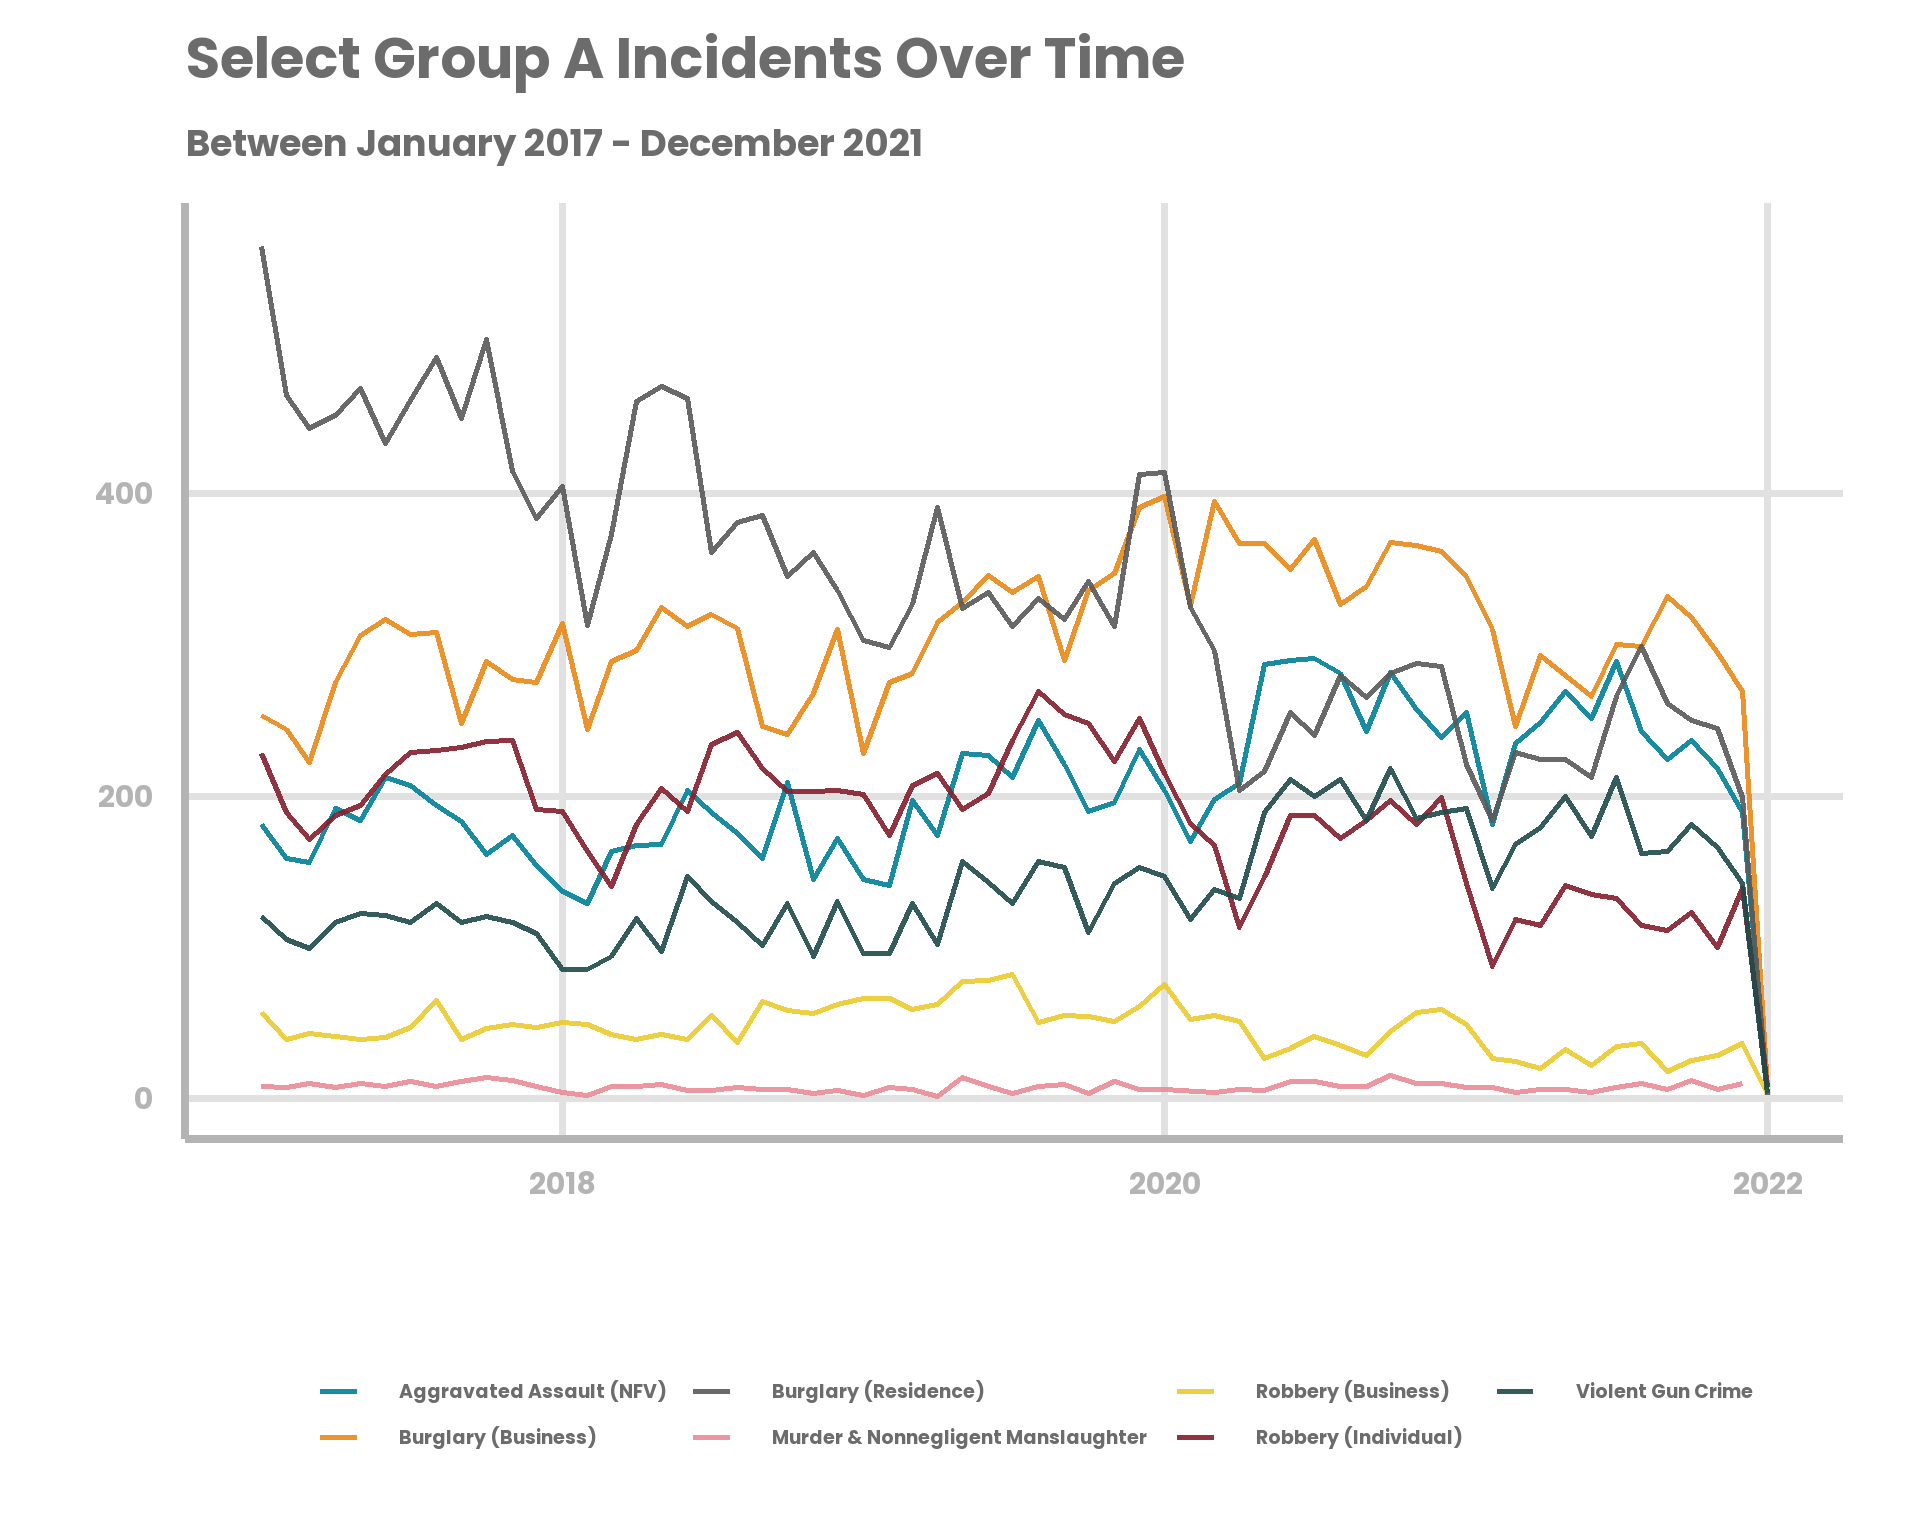 Select Group A Incidents Over Time
Between January 2017 - December 2021
400
200
0
2018 2020 2022
Aggravated Assault (NFV) Burglary (Residence) Robbery (Business) Violent Gun Crime
Burglary (Business) Murder & Nonnegligent Manslaughter Robbery (Individual)